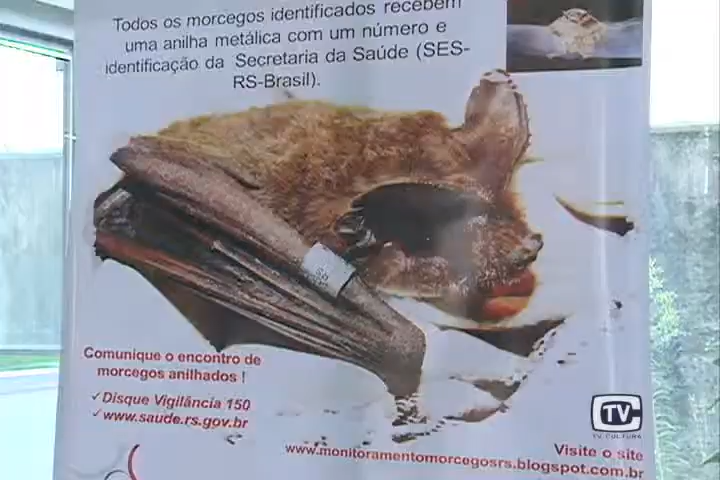 Todos os morcegos identificados recebem
uma anilha metálica com um número e
identificação da Secretaria da Saúde (SES-
RS-Brasil).
Comunique o encontro de
morcegos anilhados !
✓Disque Vigilância 150
✓www.saude.rs.gov.br
CTV
TV CULTURA
Visite o site
www.monitoramentomorcegosrs.blogspot.com.br